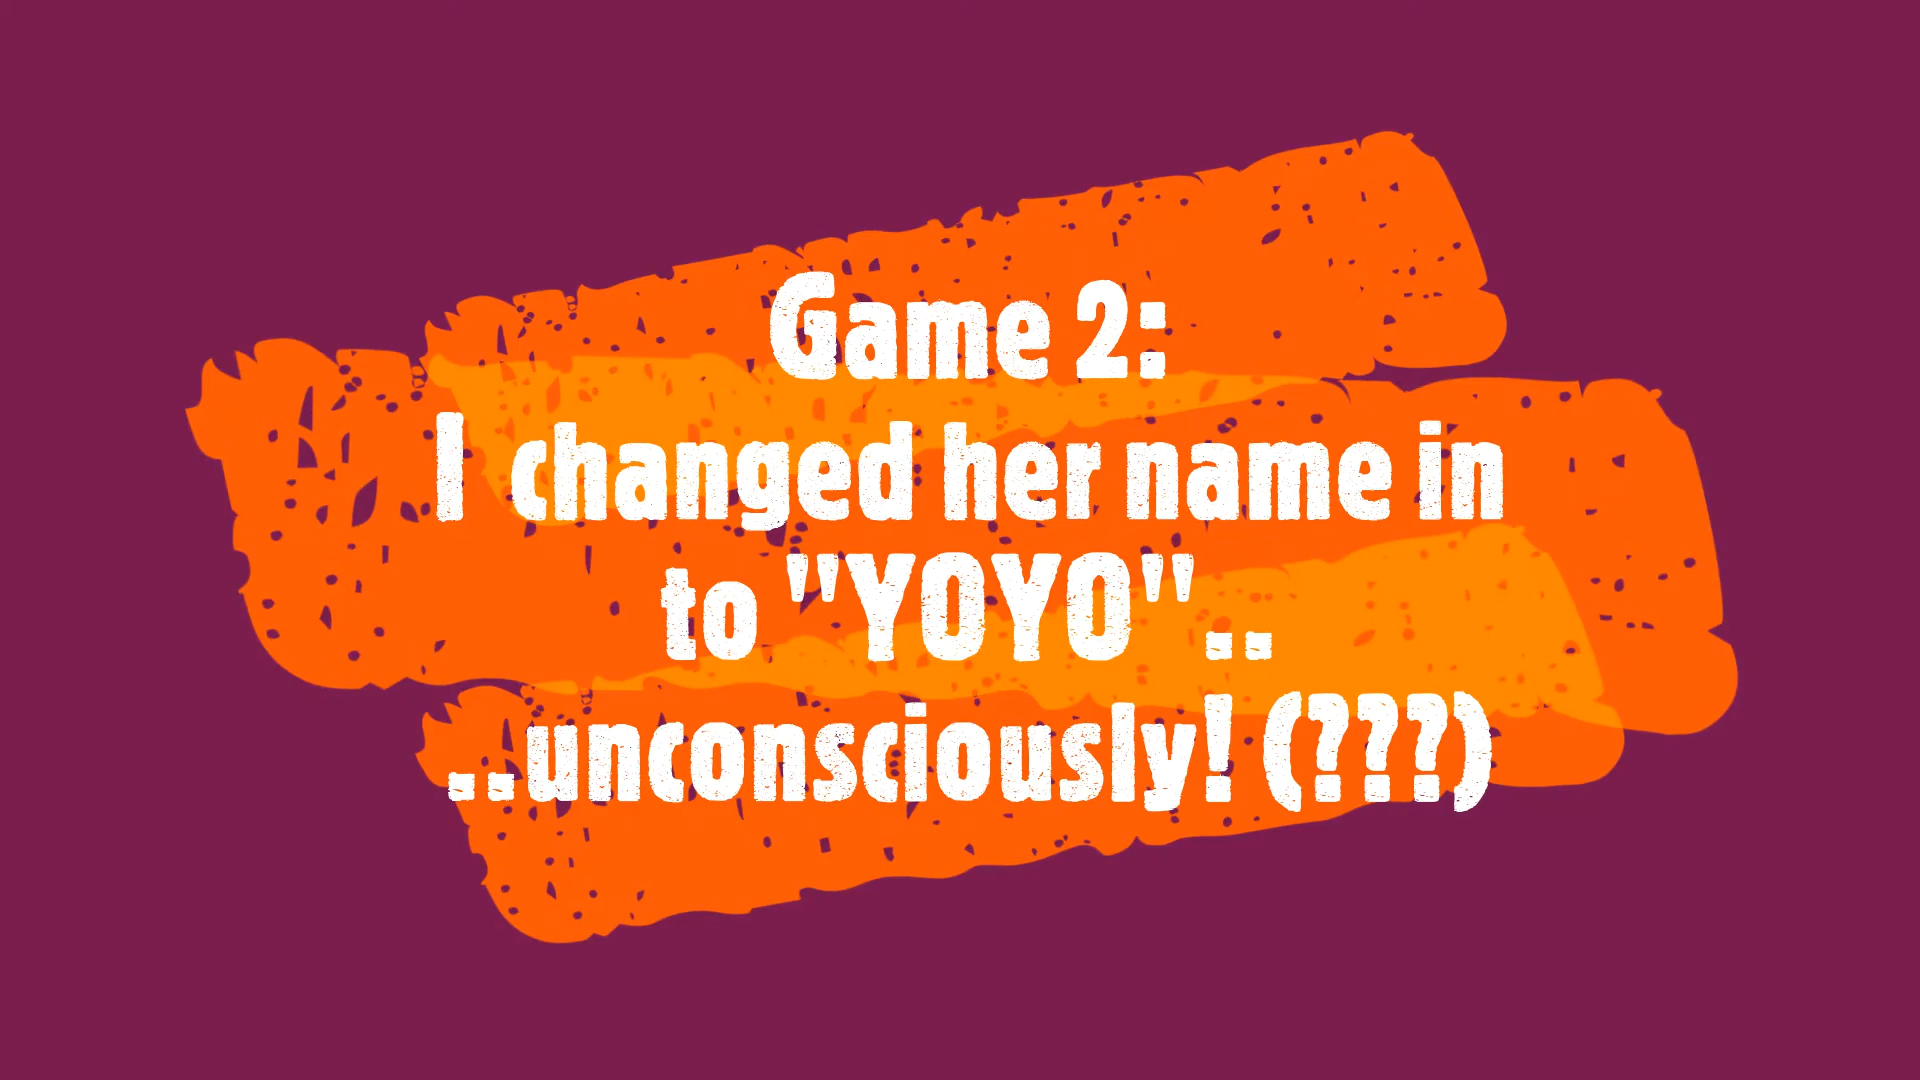 Game 2:
I changed her name in
to "YOYO"..
..unconsciously! (???)